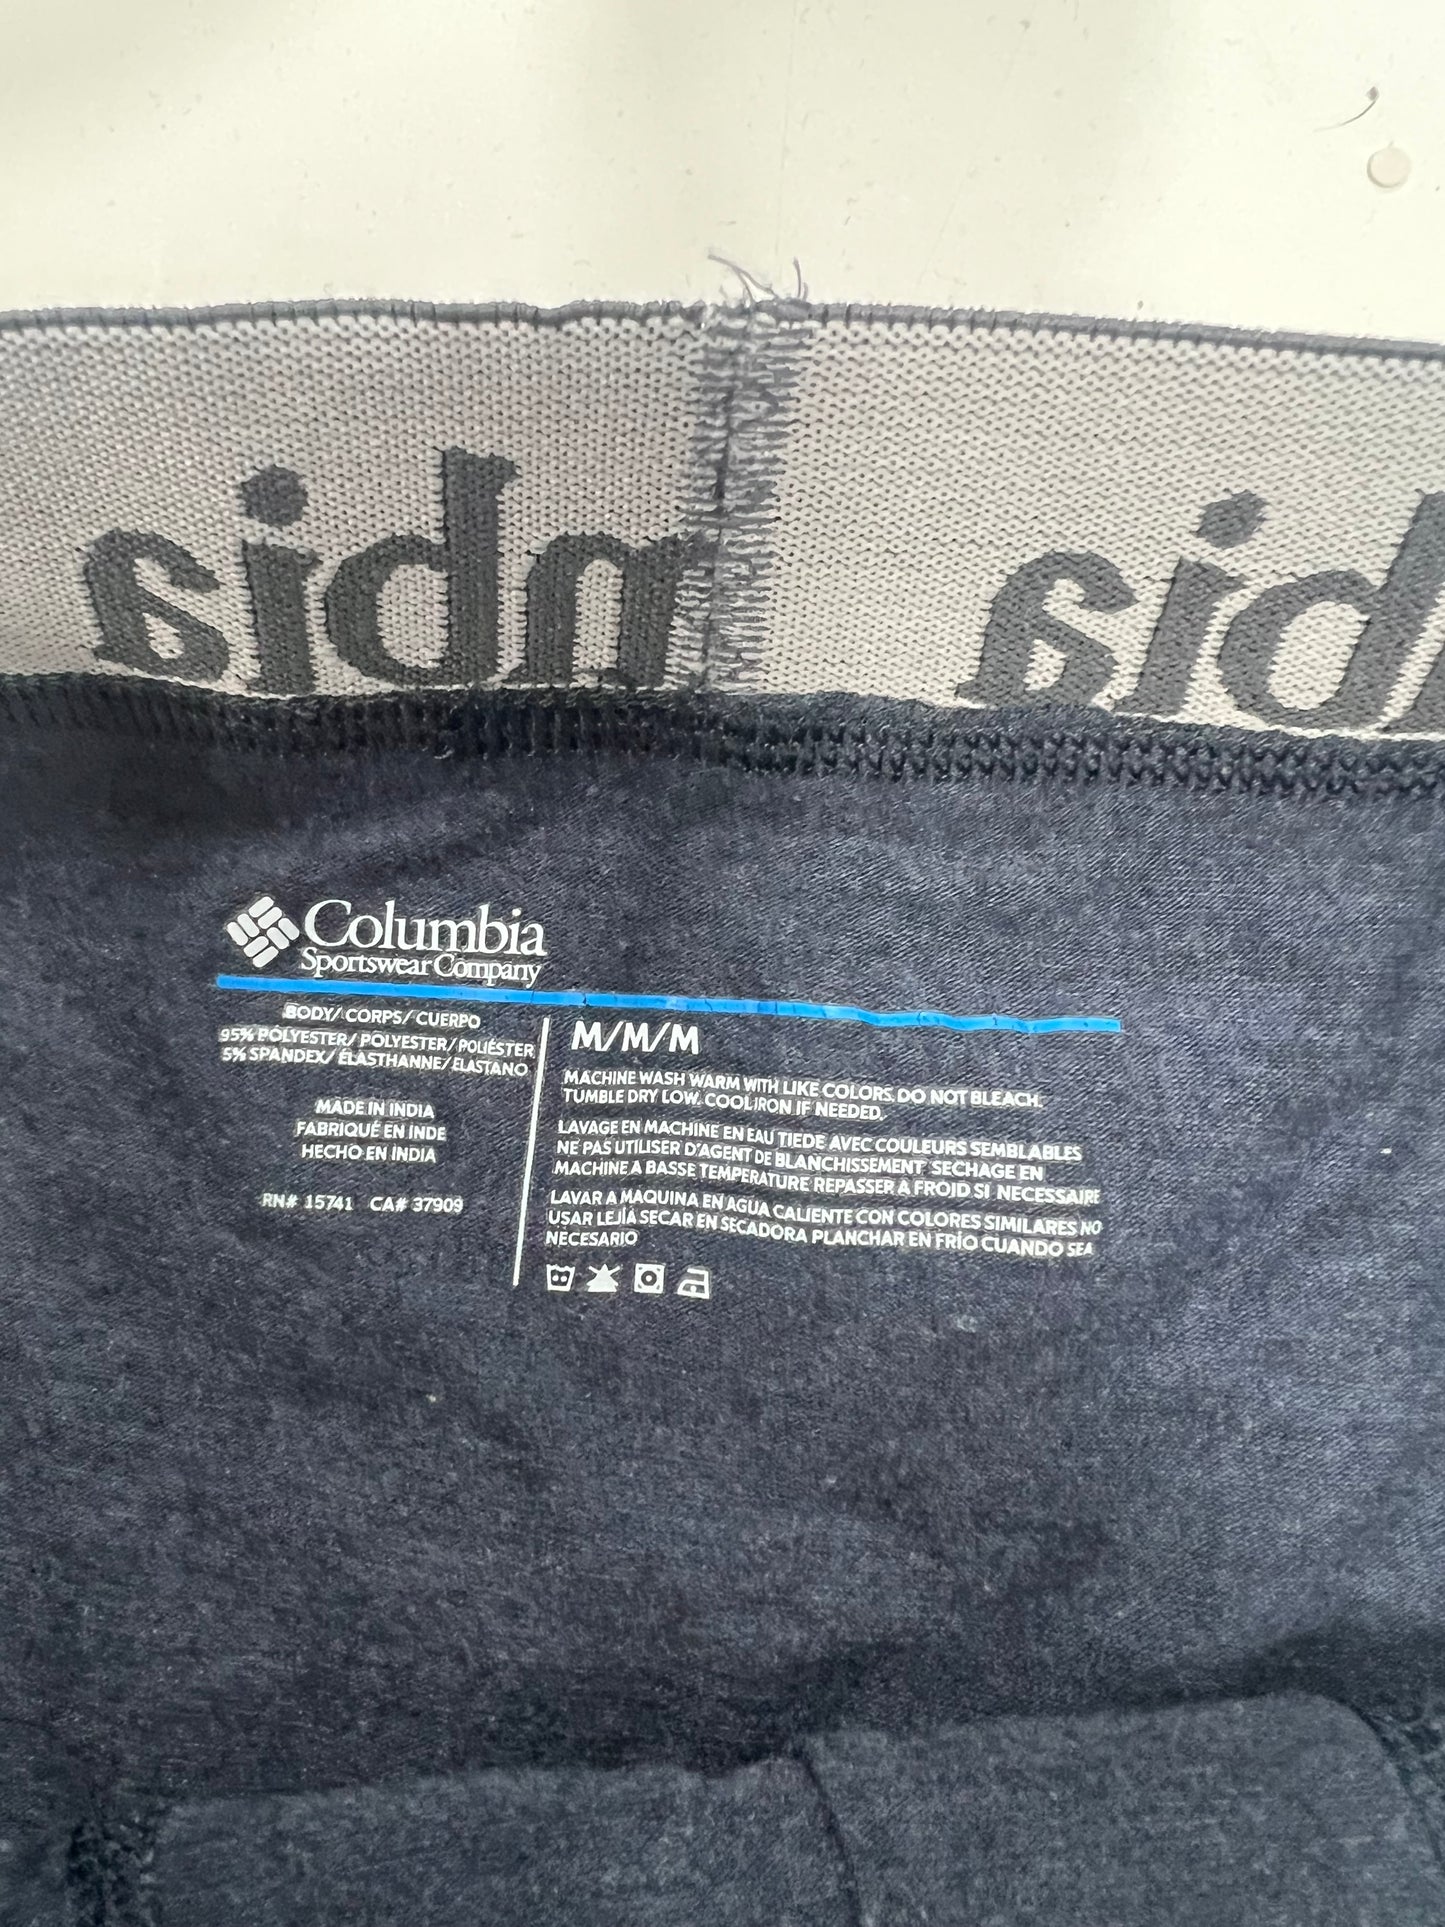 Columbia
Sportswear Company
BODY/ CORPS/ CUERPO
95% POLYESTER/ POLYESTER/ POLIÉSTER
5% SPANDEX/ ÉLASTHANNE/ ELASTANO
MADE IN INDIA
FABRIQUÉ EN INDE
HECHO EN INDIA
RN# 15741 CA# 37909
M/M/M
MACHINE WASH WARM WITH LIKE COLORS. DO NOT BLEACH.
TUMBLE DRY LOW. COOL IRON IF NEEDED.
LAVAGE EN MACHINE EN EAU TIEDE AVEC COULEURS SEMBLABLES
NE PAS UTILISER D'AGENT DE BLANCHISSEMENT SECHAGE EN
MACHINE A BASSE TEMPERATURE REPASSER A FROID SI NECESSAIRE
LAVAR A MAQUINA EN AGUA CALIENTE CON COLORES SIMILARES NO
USAR LEJÍA SECAR EN SECADORA PLANCHAR EN FRÍO CUANDO SEA
NECESARIO